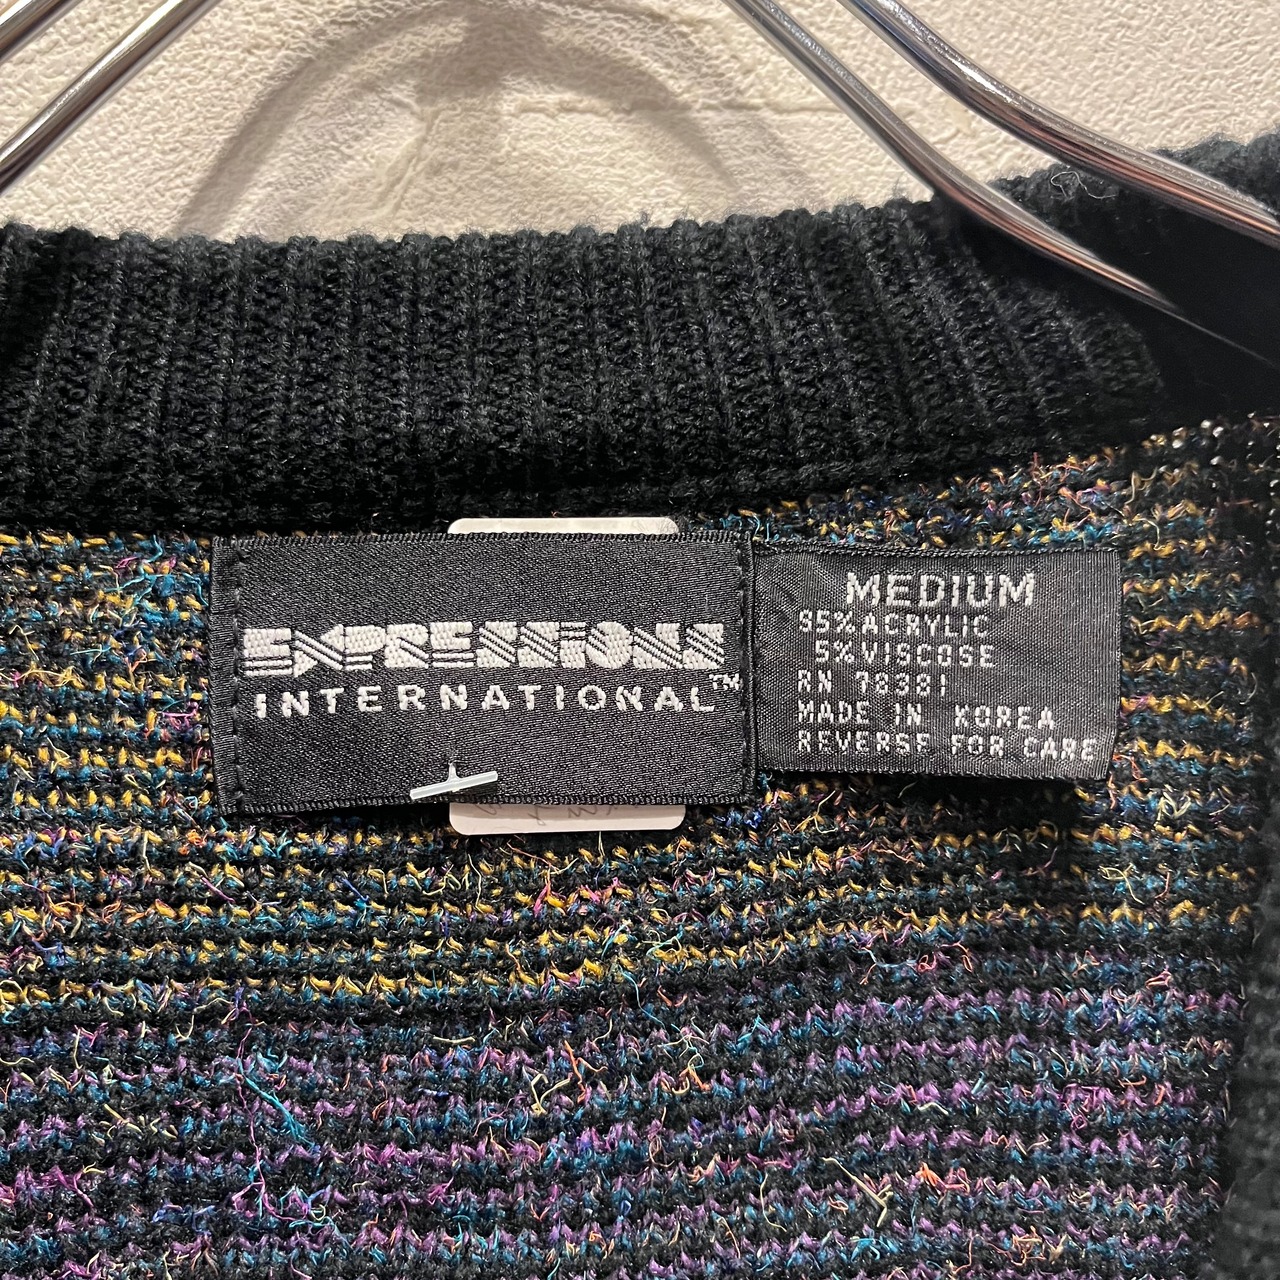 EXPRESSIONS
INTERNATIONAL™
MEDIUM
95% ACRYLIC
5% VISCOSE
RN 78381
MADE IN KOREA
REVERSE FOR CARE